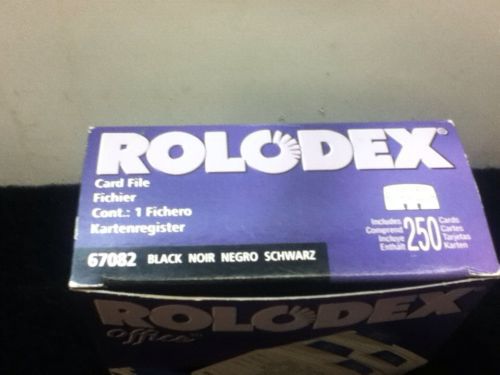 ROLODEX®
Card File
Fichier
Cont.: 1 Fichero
Kartenregister
67082 BLACK NOIR NEGRO SCHWARZ
Includes
Comprend
Incluye
Enthält
250
Cards
Cartes
Tarjetas
Karten
ROLODEX
Office